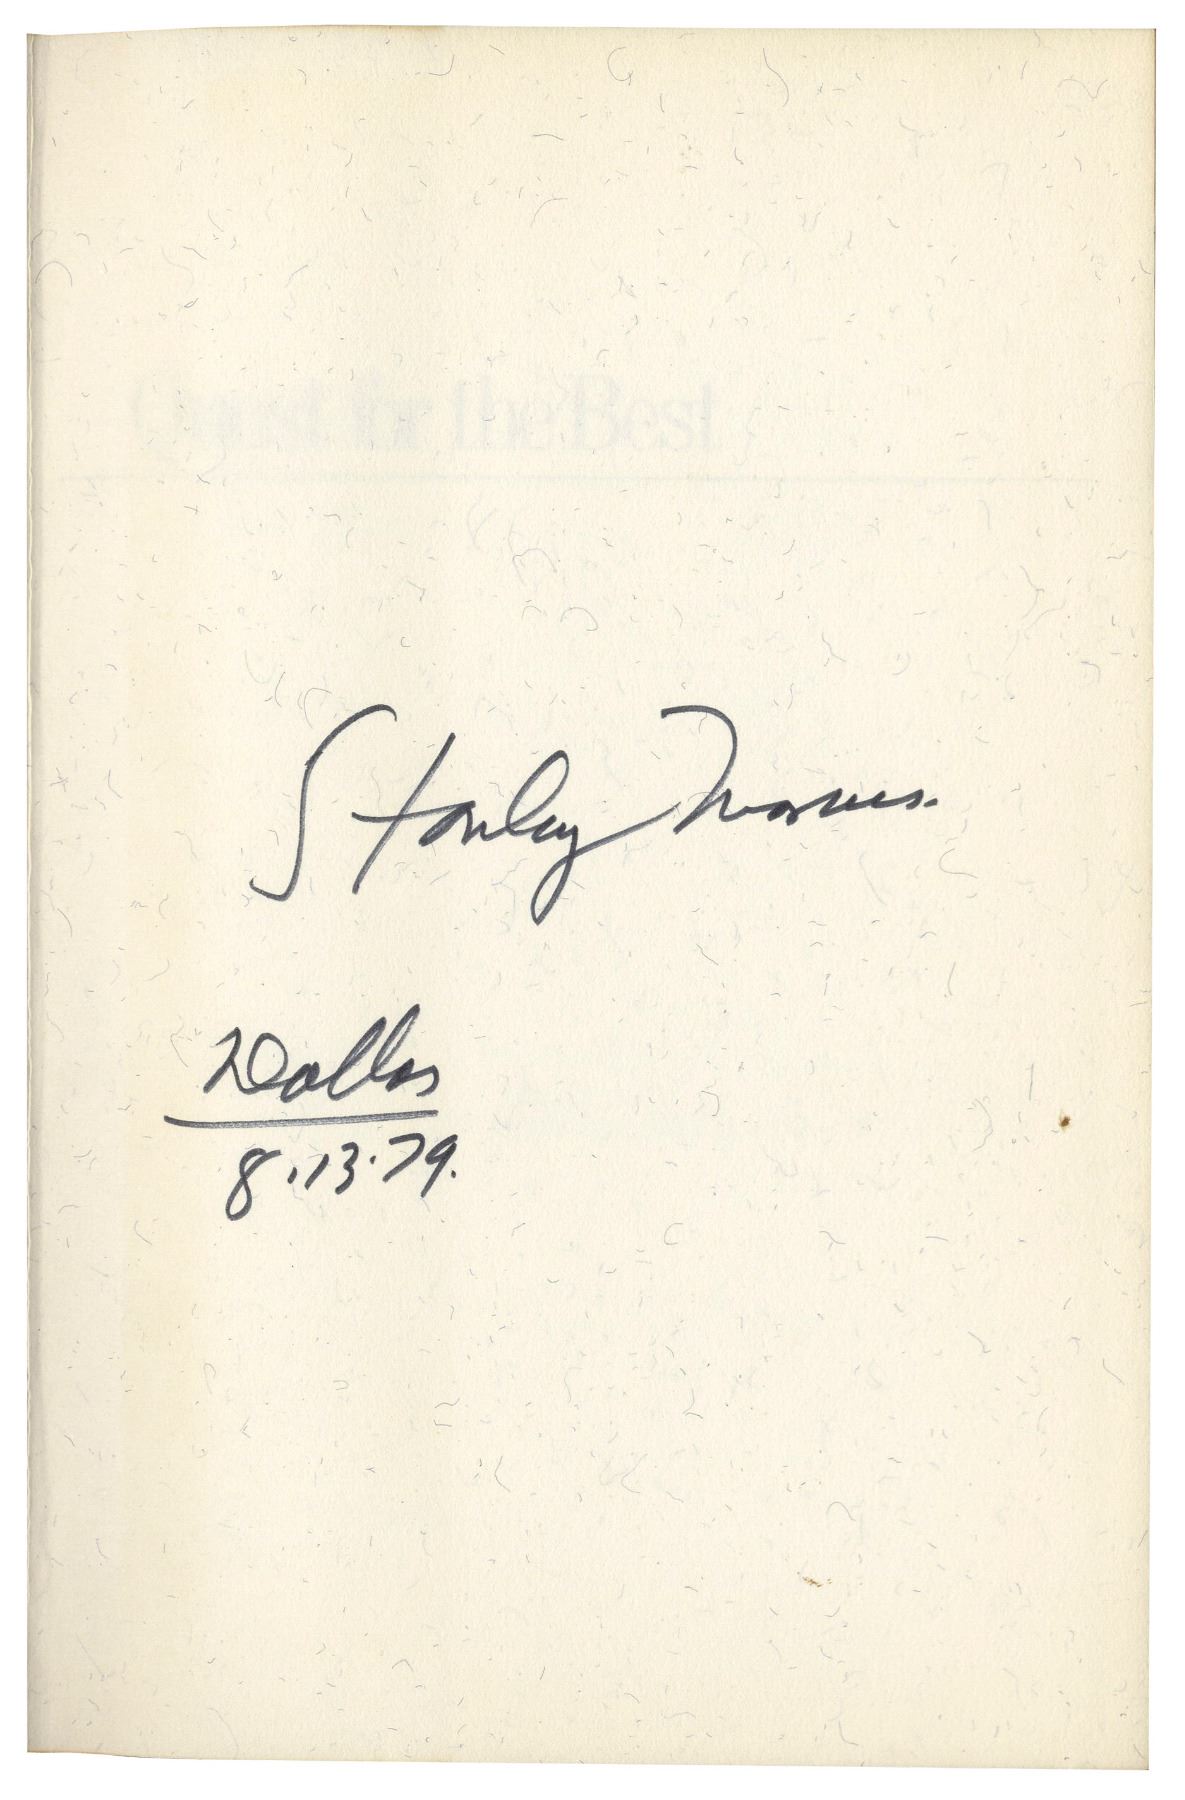 Quest for the Best
Stanley Marcus.
Dallas
8.13.79.